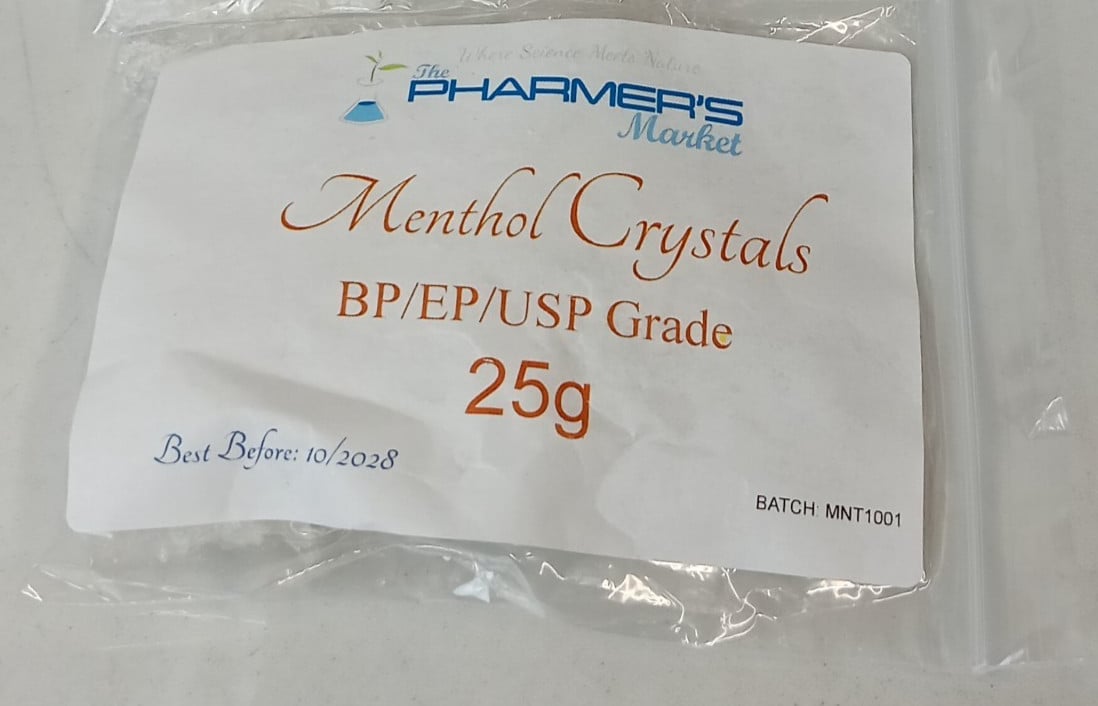 Where Science Meets Nature
The
PHARMER'S
Market
Menthol Crystals
BP/EP/USP Grade
25g
Best Before: 10/2028
BATCH: MNT1001